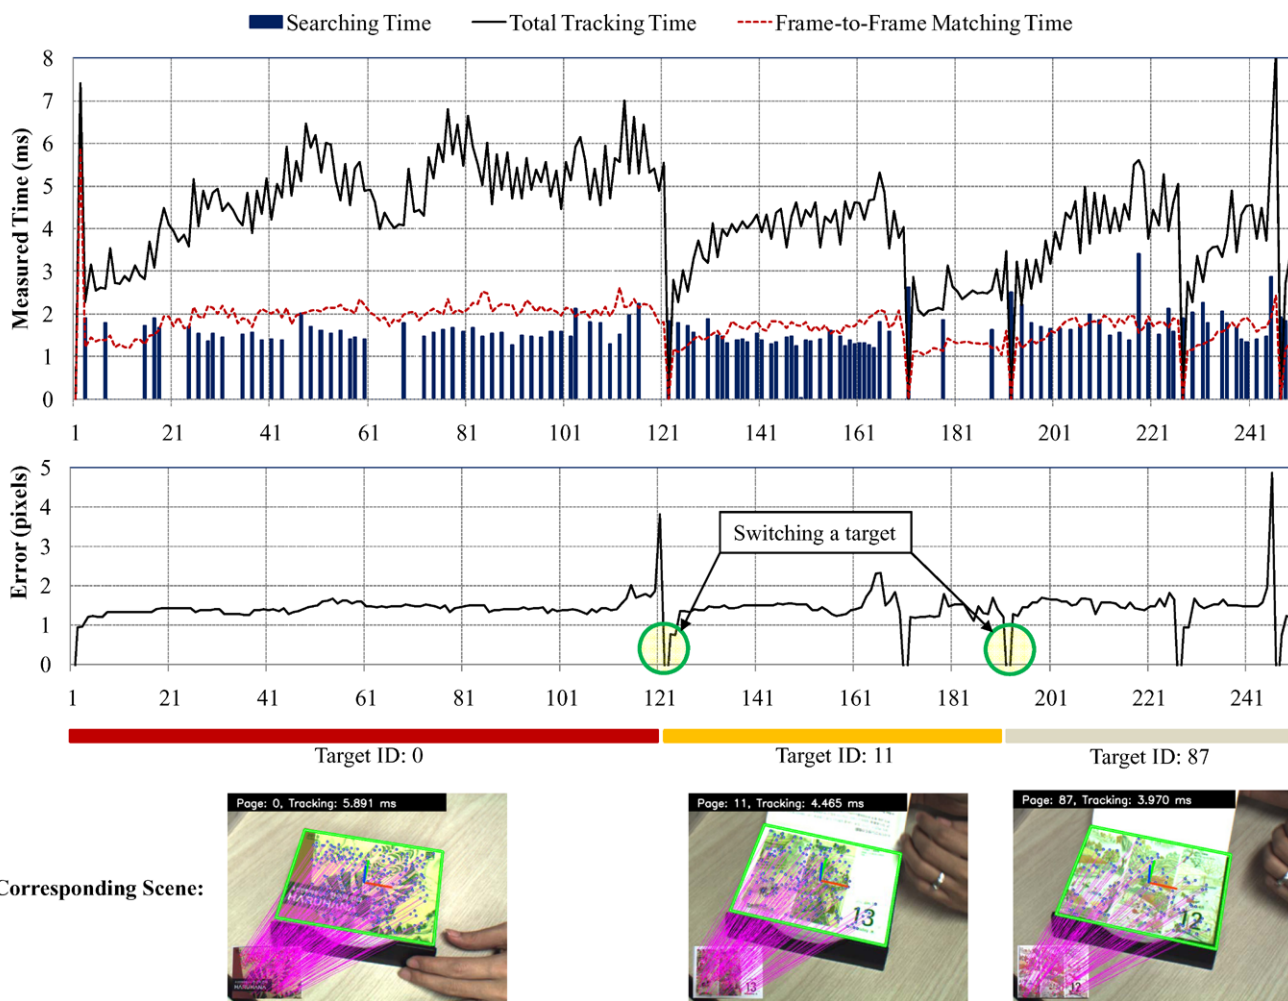 Searching Time Total Tracking Time Frame-to-Frame Matching Time
Measured Time (ms)
8
7
6
5
4
3
2
1
0
1 21 41 61 81 101 121 141 161 181 201 221 241
Error (pixels)
5
4
3
2
1
0
Switching a target
1 21 41 61 81 101 121 141 161 181 201 221 241
Target ID: 0 Target ID: 11 Target ID: 87
Corresponding Scene:
Page: 0, Tracking: 5.891 ms
HARUHANA
Page: 11, Tracking: 4.465 ms
13
13
Page: 87, Tracking: 3.970 ms
12
12